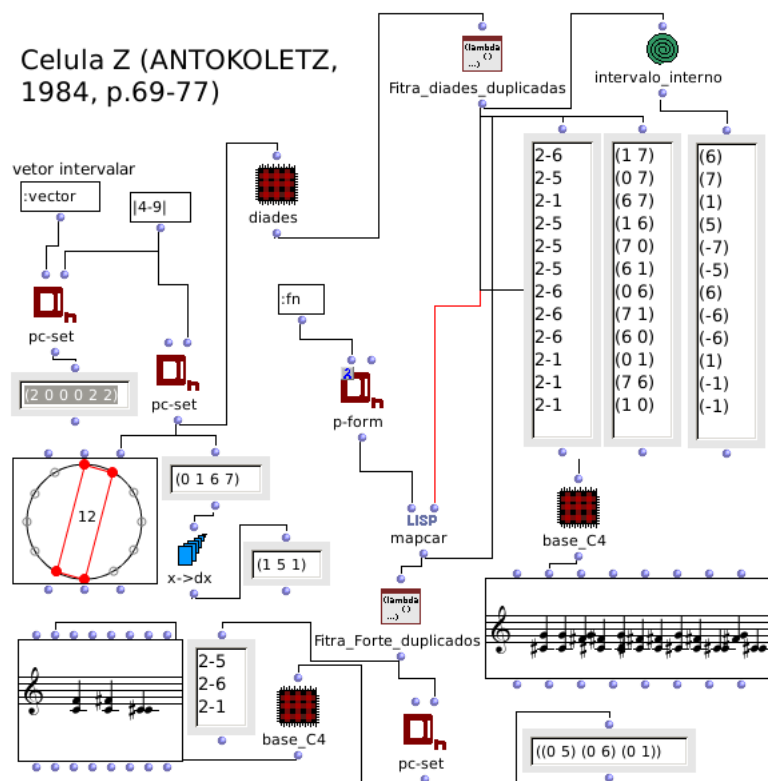 Celula Z (ANTOKOLETZ,
1984, p.69-77)
(lambda
()
...)
Fitra_diades_duplicadas
intervalo_interno
vetor intervalar
:vector
|4-9|
diades
2-6
2-5
2-1
2-5
2-5
2-5
2-6
2-6
2-6
2-1
2-1
2-1
(1 7)
(0 7)
(6 7)
(1 6)
(7 0)
(6 1)
(0 6)
(7 1)
(6 0)
(0 1)
(7 6)
(1 0)
(6)
(7)
(1)
(5)
(-7)
(-5)
(6)
(-6)
(-6)
(1)
(-1)
(-1)
pc-set
:fn
(2 0 0 0 2 2)
pc-set
p-form
12
(0 1 6 7)
x->dx
(1 5 1)
LISP
mapcar
base_C4
(lambda
()
...)
Fitra_Forte_duplicados
2-5
2-6
2-1
base_C4
pc-set
((0 5) (0 6) (0 1))